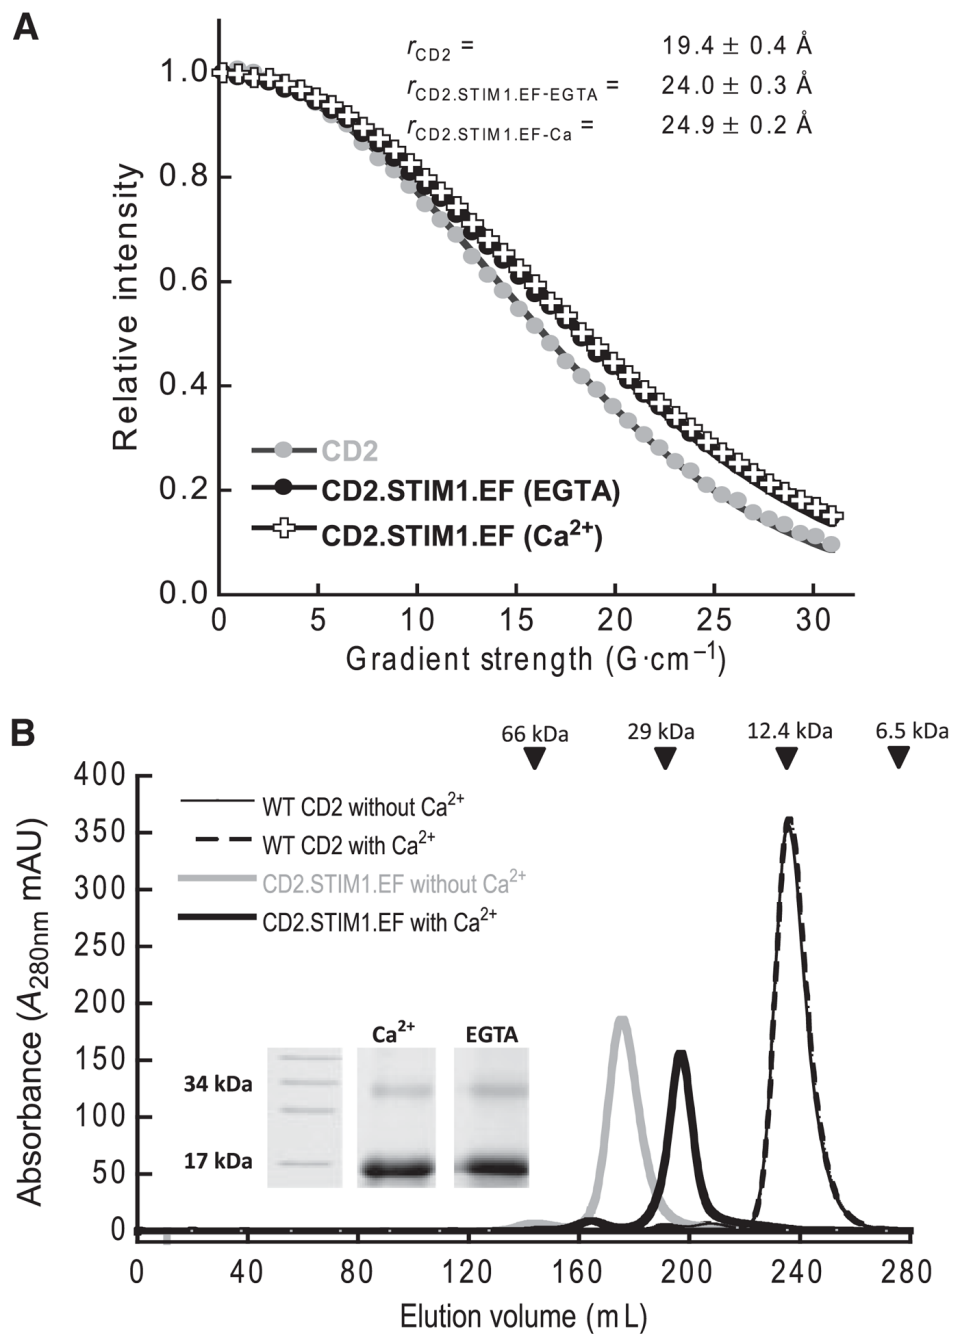 A
r CD2 = 19.4 ± 0.4 Å
r CD2.STIM1.EF-EGTA = 24.0 ± 0.3 Å
r CD2.STIM1.EF-Ca = 24.9 ± 0.2 Å
1.0
0.8
0.6
0.4
0.2
0.0
Relative intensity
CD2
CD2.STIM1.EF (EGTA)
CD2.STIM1.EF (Ca²⁺)
0 5 10 15 20 25 30
Gradient strength (G·cm⁻¹)
B
66 kDa 29 kDa 12.4 kDa 6.5 kDa
400
350
300
250
200
150
100
50
0
Absorbance (A280nm mAU)
WT CD2 without Ca²⁺
WT CD2 with Ca²⁺
CD2.STIM1.EF without Ca²⁺
CD2.STIM1.EF with Ca²⁺
Ca²⁺ EGTA
34 kDa
17 kDa
0 40 80 120 160 200 240 280
Elution volume (mL)